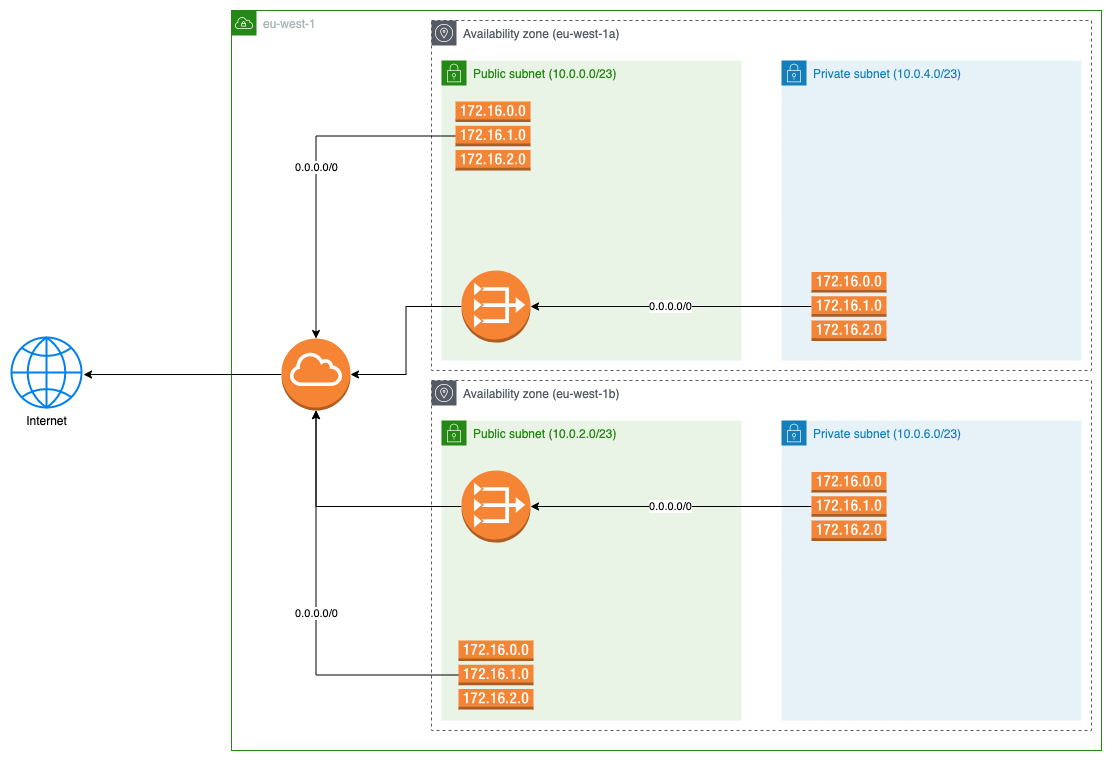 eu-west-1
Availability zone (eu-west-1a)
Public subnet (10.0.0.0/23)
Private subnet (10.0.4.0/23)
172.16.0.0
172.16.1.0
172.16.2.0
0.0.0.0/0
172.16.0.0
172.16.1.0
172.16.2.0
0.0.0.0/0
Internet
Availability zone (eu-west-1b)
Public subnet (10.0.2.0/23)
Private subnet (10.0.6.0/23)
172.16.0.0
172.16.1.0
172.16.2.0
0.0.0.0/0
0.0.0.0/0
172.16.0.0
172.16.1.0
172.16.2.0